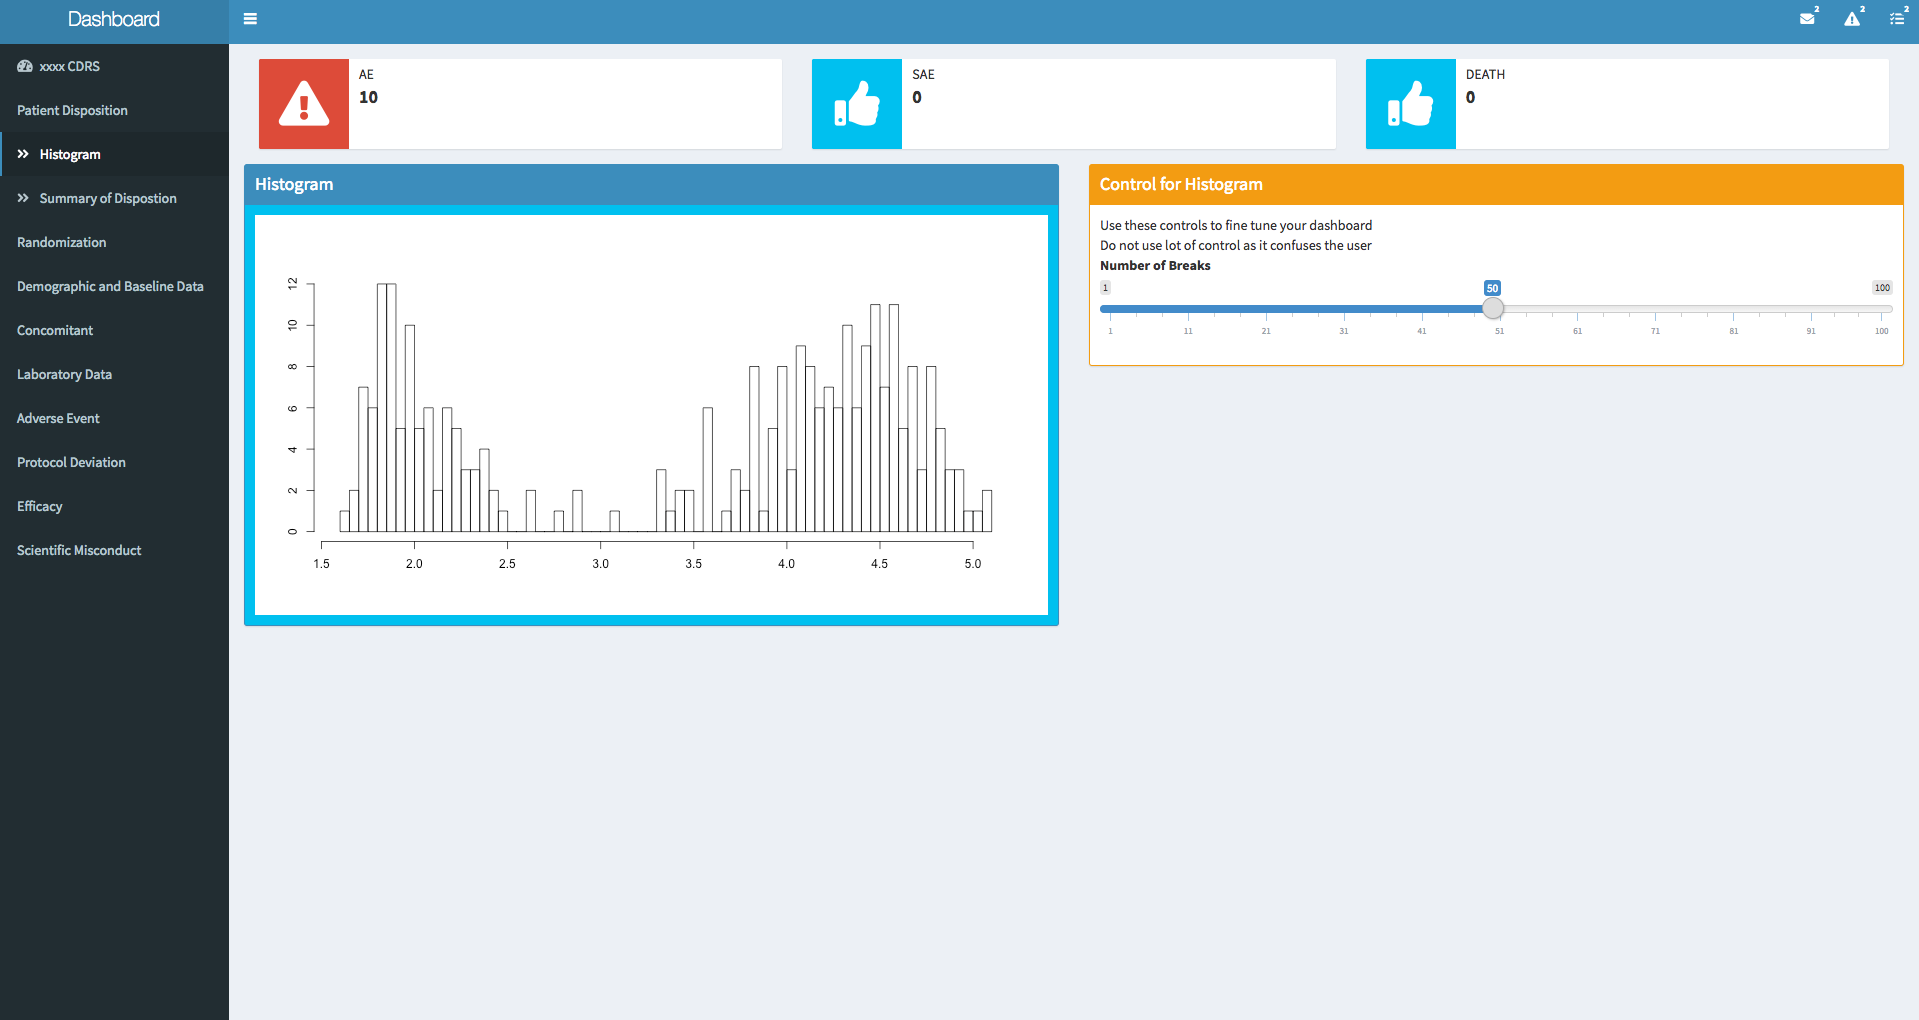 Dashboard
2
2
2
xxxx CDRS
Patient Disposition
Histogram
Summary of Dispostion
Randomization
Demographic and Baseline Data
Concomitant
Laboratory Data
Adverse Event
Protocol Deviation
Efficacy
Scientific Misconduct
AE
10
SAE
0
DEATH
0
Histogram
12
10
8
6
4
2
0
1.5 2.0 2.5 3.0 3.5 4.0 4.5 5.0
Control for Histogram
Use these controls to fine tune your dashboard
Do not use lot of control as it confuses the user
Number of Breaks
1 50 100
1 11 21 31 41 51 61 71 81 91 100